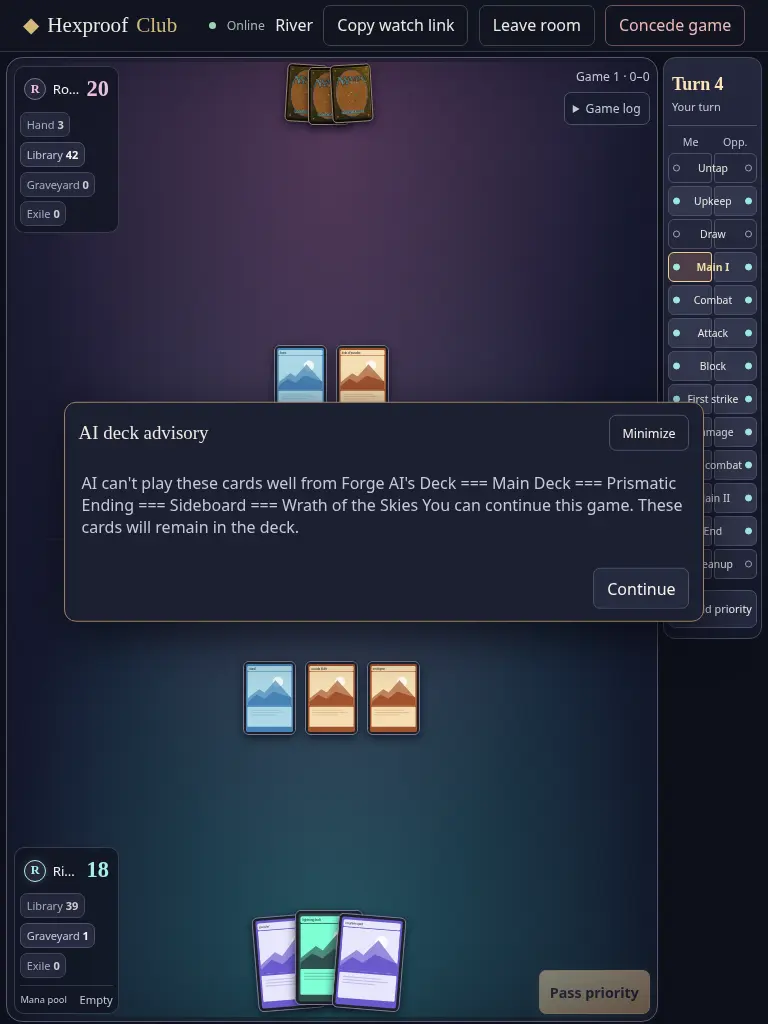 Hexproof Club
Online
River
Copy watch link
Leave room
Concede game
R Ro... 20
Hand 3
Library 42
Graveyard 0
Exile 0
Game 1 · 0–0
Game log
Turn 4
Your turn
Me Opp.
Untap
Upkeep
Draw
Main I
Combat
Attack
Block
First strike
AI deck advisory
Minimize
AI can't play these cards well from Forge AI's Deck === Main Deck === Prismatic
Ending === Sideboard === Wrath of the Skies You can continue this game. These
cards will remain in the deck.
Continue
combat
End
priority
R Ri... 18
Library 39
Graveyard 1
Exile 0
Mana pool Empty
Pass priority